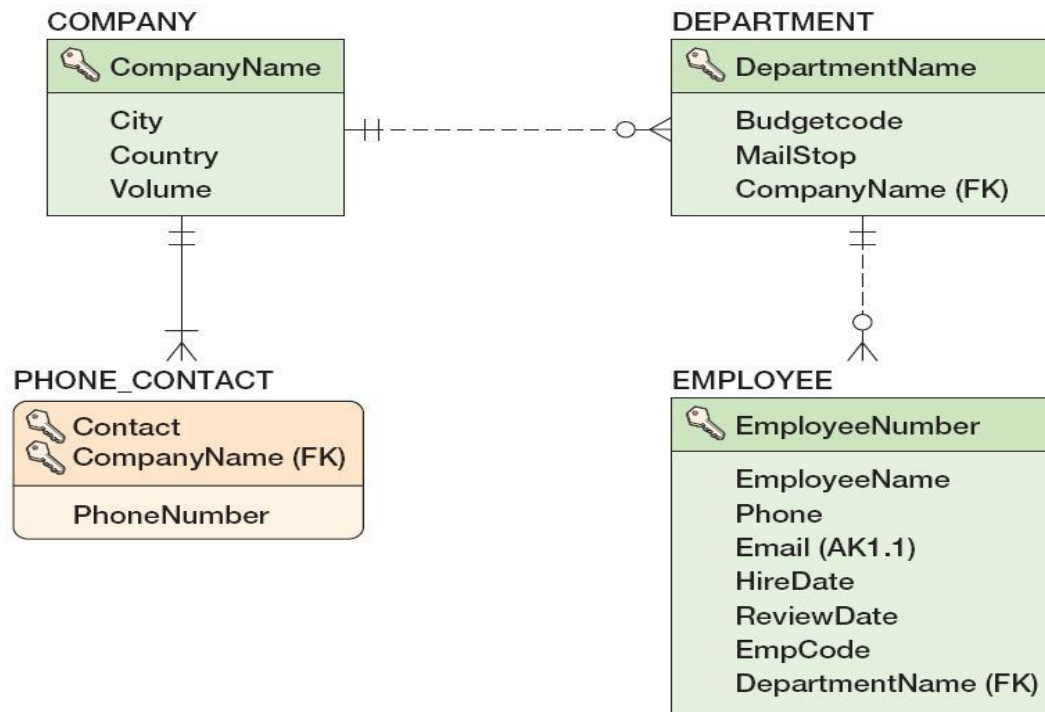 COMPANY
CompanyName
City
Country
Volume
DEPARTMENT
DepartmentName
Budgetcode
MailStop
CompanyName (FK)
PHONE_CONTACT
Contact
CompanyName (FK)
PhoneNumber
EMPLOYEE
EmployeeNumber
EmployeeName
Phone
Email (AK1.1)
HireDate
ReviewDate
EmpCode
DepartmentName (FK)